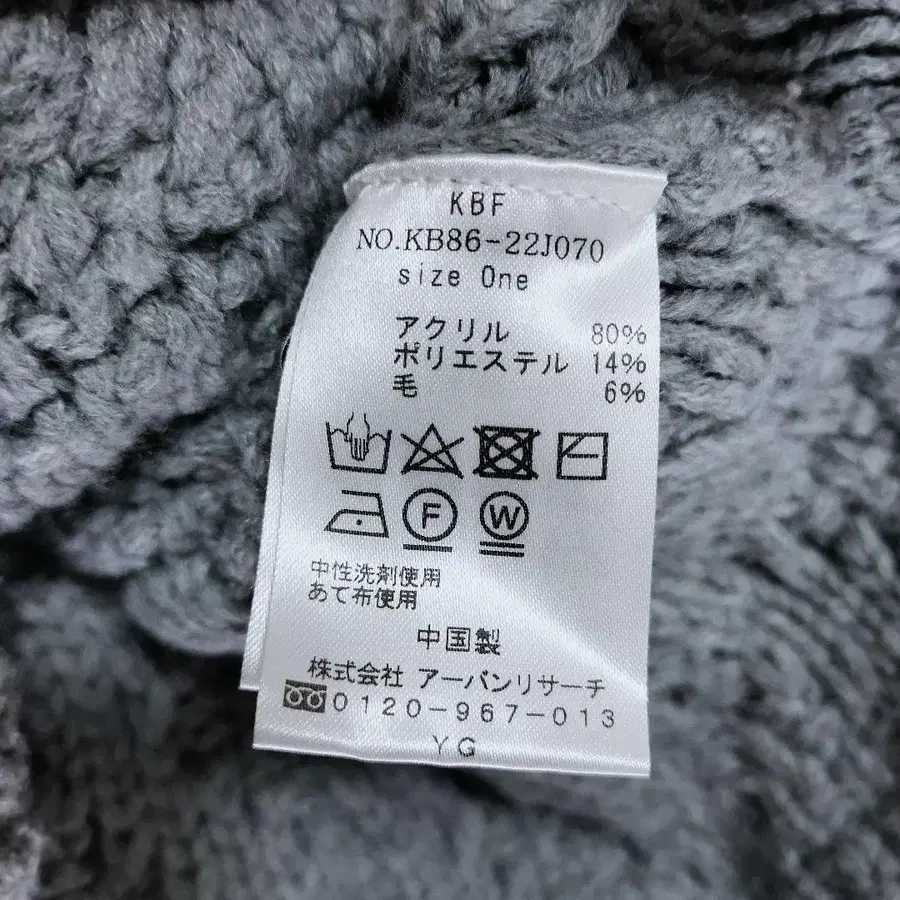 KBF
NO.KB86-22J070
size One
アクリル 80%
ポリエステル 14%
毛 6%
F W
中性洗剤使用
あて布使用
中国製
株式会社 アーバンリサーチ
0120-967-013
YG